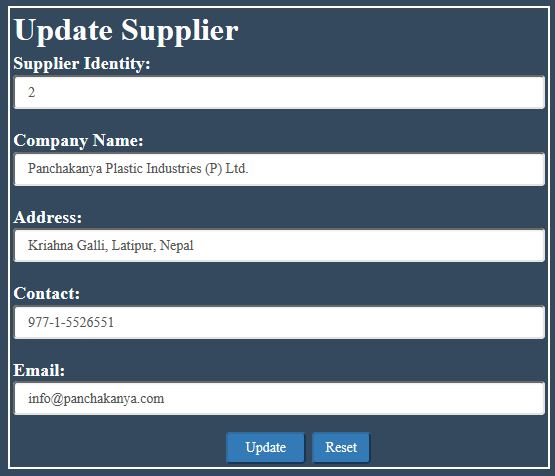 Update Supplier
Supplier Identity:
2
Company Name:
Panchakanya Plastic Industries (P) Ltd.
Address:
Kriahna Galli, Latipur, Nepal
Contact:
977-1-5526551
Email:
info@panchakanya.com
Update Reset